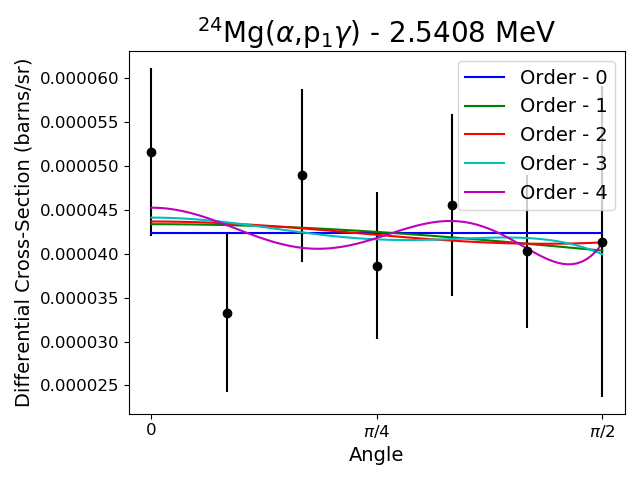 ²⁴Mg(α,p₁γ) - 2.5408 MeV
Differential Cross-Section (barns/sr)
0.000060
0.000055
0.000050
0.000045
0.000040
0.000035
0.000030
0.000025
Order - 0
Order - 1
Order - 2
Order - 3
Order - 4
0
π/4
π/2
Angle